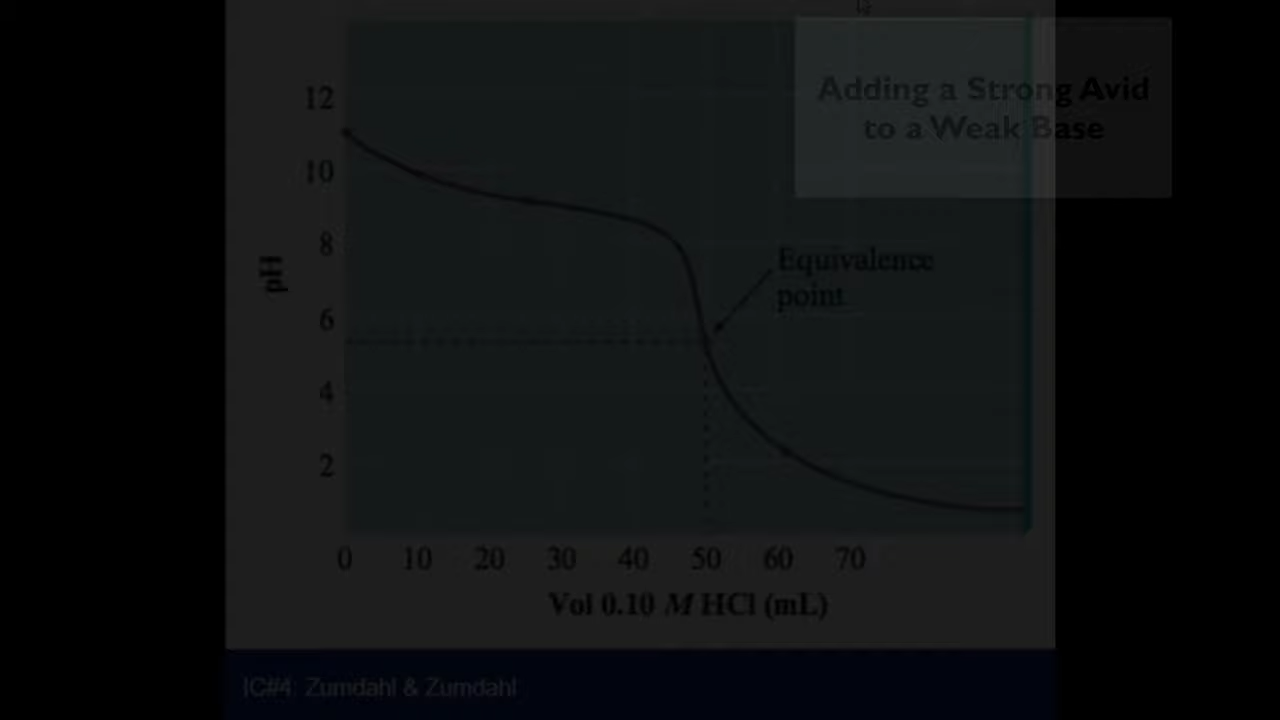 Adding a Strong Avid
to a Weak Base
12
10
8
6
4
2
pH
Equivalence
point
0 10 20 30 40 50 60 70
Vol 0.10 M HCl (mL)
IC#4: Zumdahl & Zumdahl